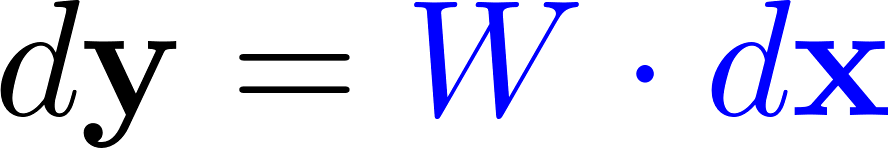 d𝐲 = W · d𝐱